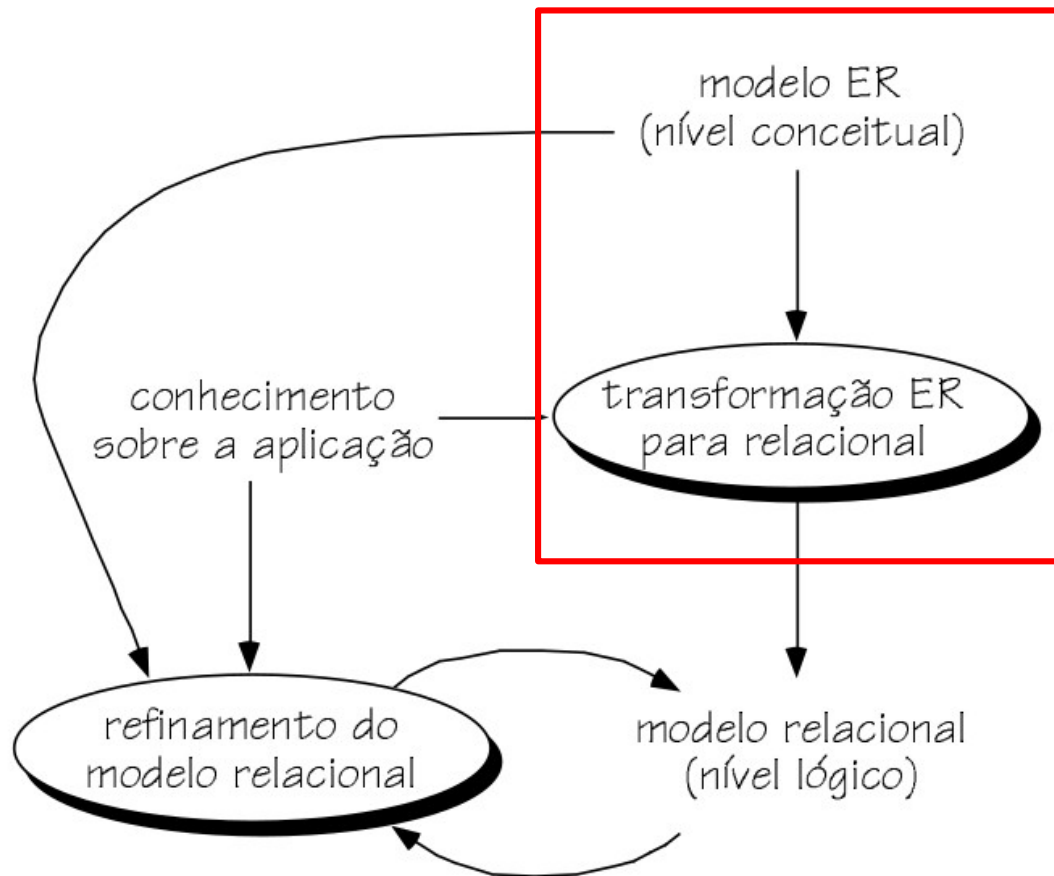 modelo ER
(nível conceitual)
transformação ER
para relacional
conhecimento
sobre a aplicação
refinamento do
modelo relacional
modelo relacional
(nível lógico)